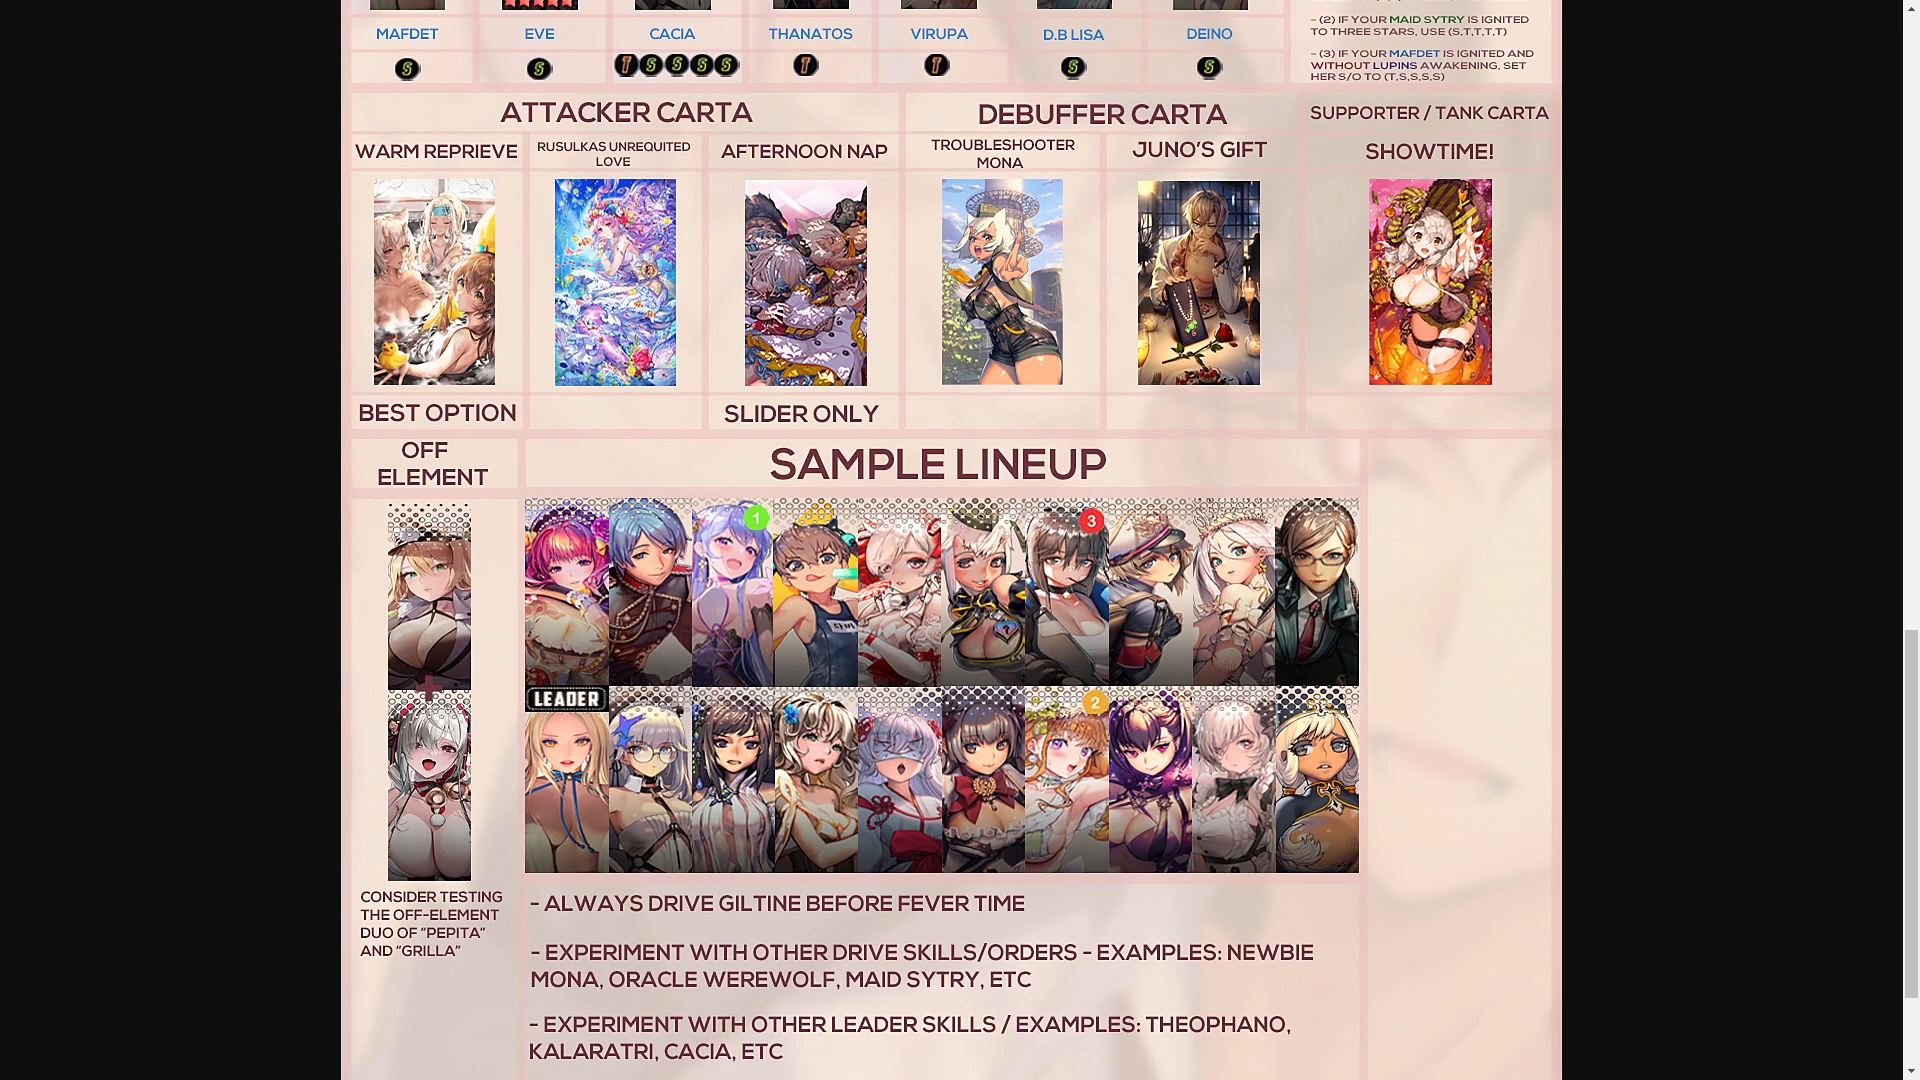 MAFDET
EVE
CACIA
THANATOS
VIRUPA
D.B LISA
DEINO
S
S
T S S S S
T
T
S
S
- (2) IF YOUR MAID SYTRY IS IGNITED
TO THREE STARS, USE (S,T,T,T,T)
- (3) IF YOUR MAFDET IS IGNITED AND
WITHOUT LUPINS AWAKENING, SET
HER S/O TO (T,S,S,S,S)
ATTACKER CARTA
DEBUFFER CARTA
SUPPORTER / TANK CARTA
WARM REPRIEVE
RUSULKAS UNREQUITED
LOVE
AFTERNOON NAP
TROUBLESHOOTER
MONA
JUNO'S GIFT
SHOWTIME!
BEST OPTION
SLIDER ONLY
OFF
ELEMENT
SAMPLE LINEUP
1
3
LEADER
2
CONSIDER TESTING
THE OFF-ELEMENT
DUO OF "PEPITA"
AND "GRILLA"
- ALWAYS DRIVE GILTINE BEFORE FEVER TIME
- EXPERIMENT WITH OTHER DRIVE SKILLS/ORDERS - EXAMPLES: NEWBIE
MONA, ORACLE WEREWOLF, MAID SYTRY, ETC
- EXPERIMENT WITH OTHER LEADER SKILLS / EXAMPLES: THEOPHANO,
KALARATRI, CACIA, ETC